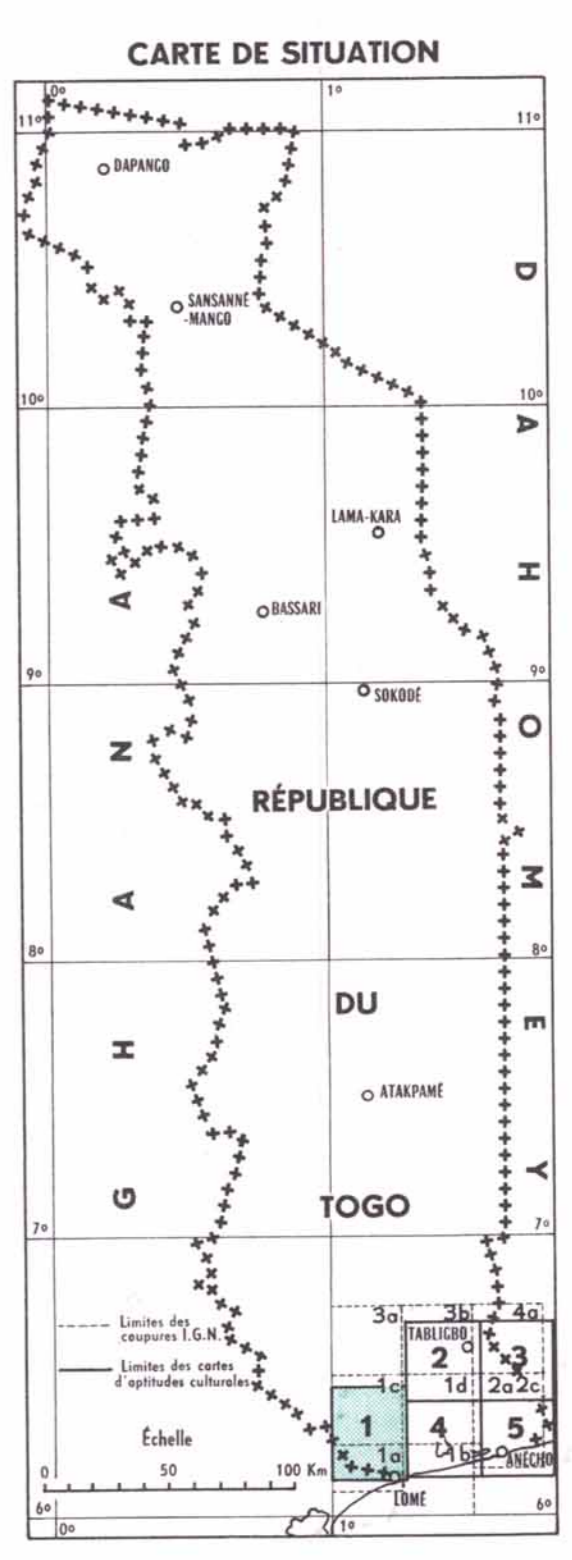 CARTE DE SITUATION
0° 1°
11° 11°
DAPANGO
SANSANNÉ
-MANGO
10° 10°
LAMA-KARA
BASSARI
9° 9°
SOKODÉ
RÉPUBLIQUE
8° 8°
DU
ATAKPAMÉ
TOGO
7° 7°
GHANA
DAHOMEY
3a 3b 4a
TABLIGBO
2 3
1c 1d 2a 2c
1 4 5
1a 1b
ANÉCHO
LOMÉ
Limites des
coupures I.G.N.
Limites des cartes
d'aptitudes culturales
Échelle
0 50 100 Km
6° 6°
0° 1°